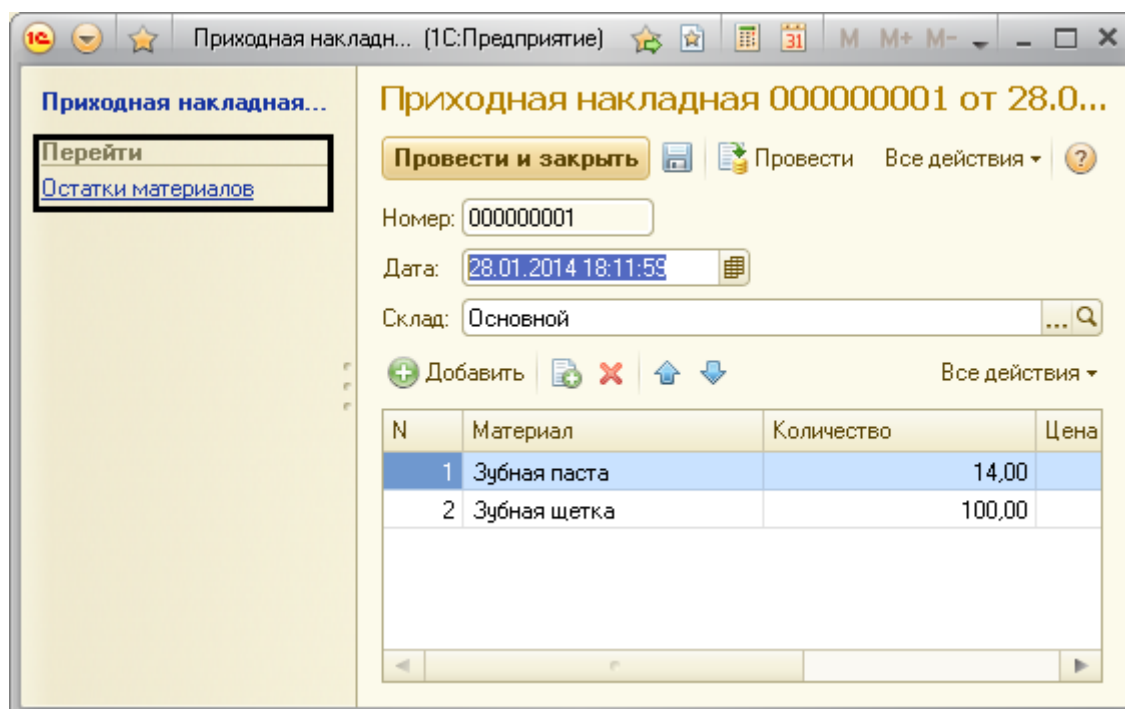 1С Приходная накладн... (1С:Предприятие) 31 M M+ M-
Приходная накладная...
Перейти
Остатки материалов
Приходная накладная 000000001 от 28.0...
Провести и закрыть Провести Все действия ?
Номер: 000000001
Дата: 28.01.2014 18:11:59
Склад: Основной ...
Добавить Все действия
N Материал Количество Цена
1 Зубная паста 14,00
2 Зубная щетка 100,00